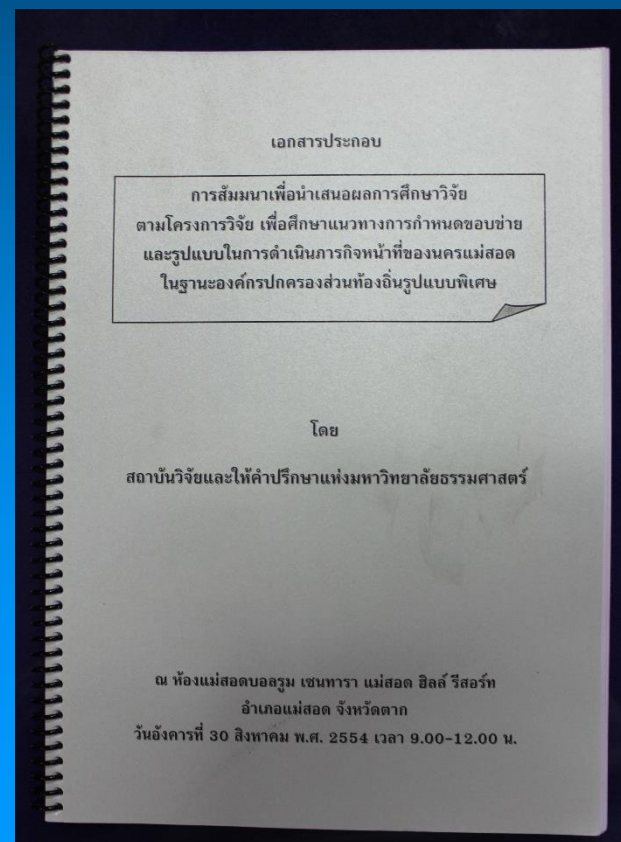 เอกสารประกอบ
การสัมมนาเพื่อนำเสนอผลการศึกษาวิจัย
ตามโครงการวิจัย เพื่อศึกษาแนวทางการกำหนดขอบข่าย
และรูปแบบในการดำเนินภารกิจหน้าที่ของนครแม่สอด
ในฐานะองค์กรปกครองส่วนท้องถิ่นรูปแบบพิเศษ
โดย
สถาบันวิจัยและให้คำปรึกษาแห่งมหาวิทยาลัยธรรมศาสตร์
ณ ห้องแม่สอดบอลรูม เซนทารา แม่สอด ฮิลล์ รีสอร์ท
อำเภอแม่สอด จังหวัดตาก
วันอังคารที่ 30 สิงหาคม พ.ศ. 2554 เวลา 9.00-12.00 น.